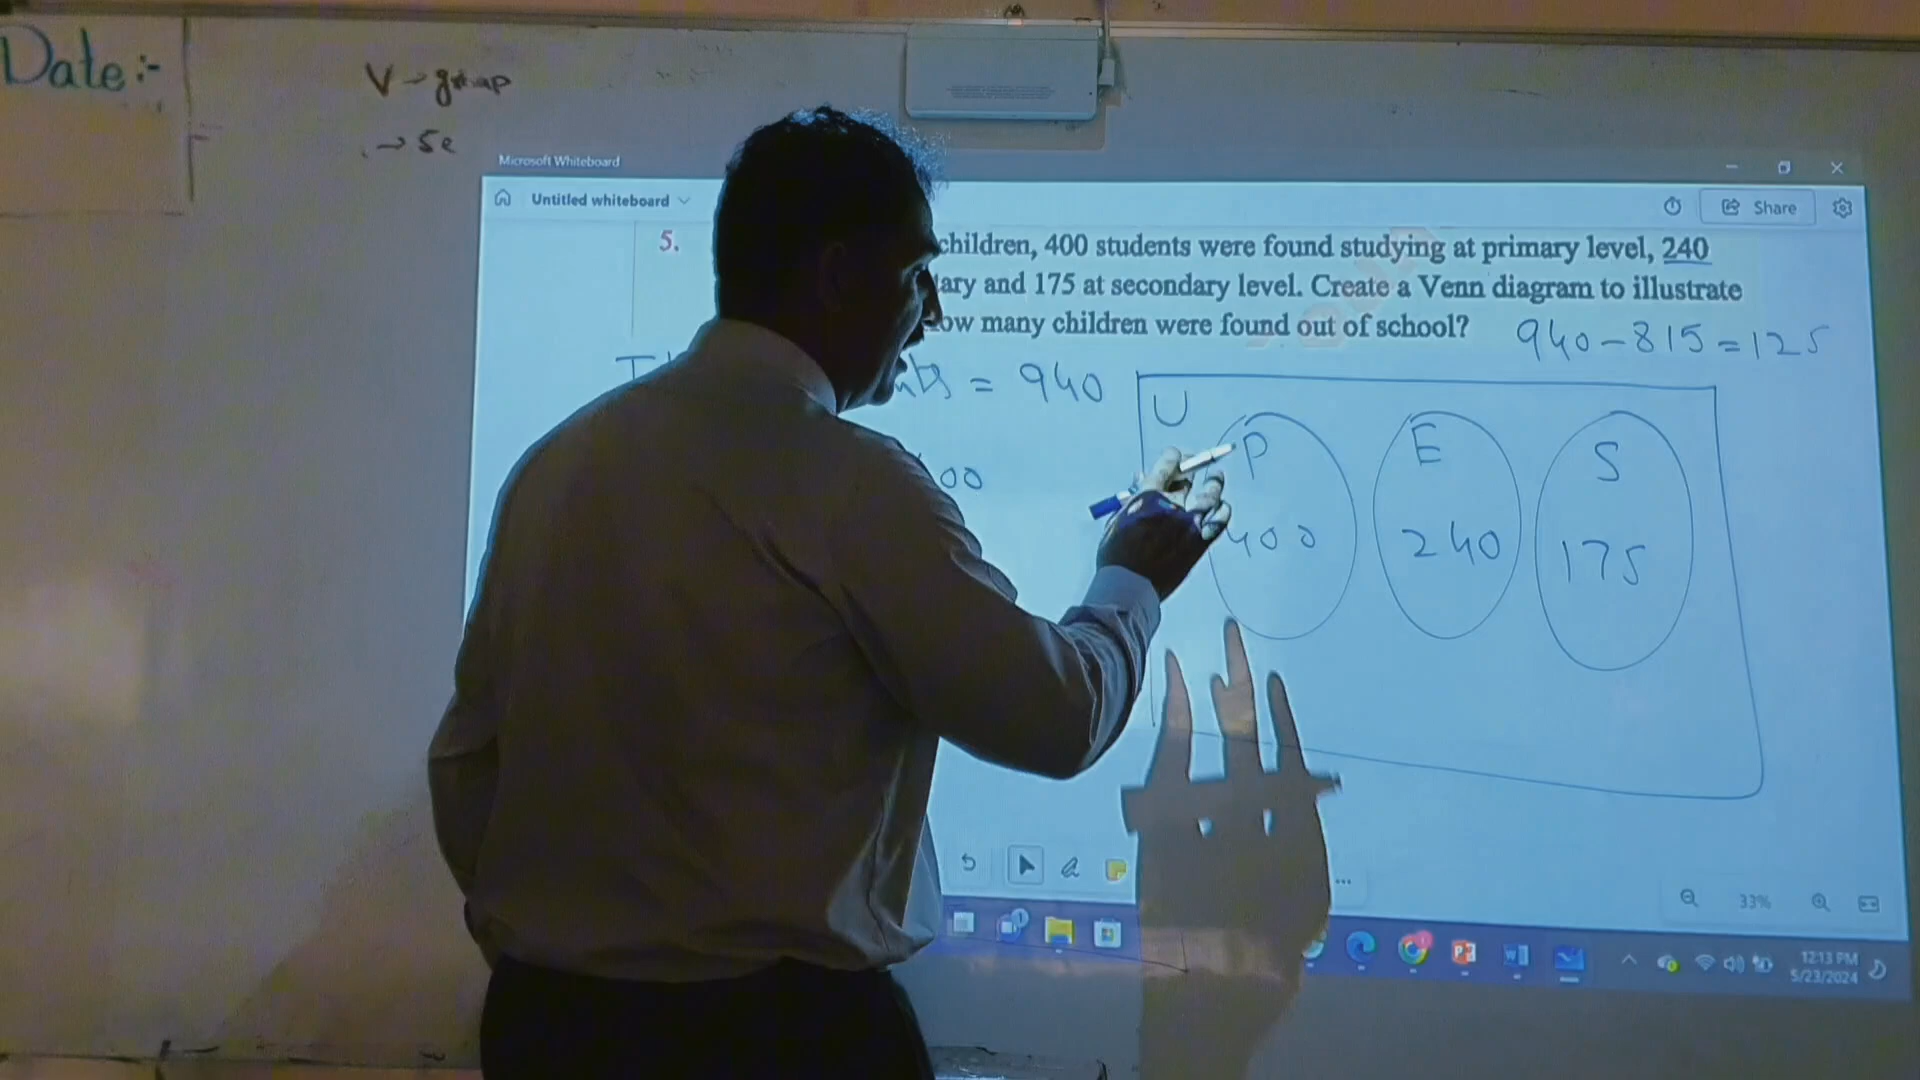 Date:-
V → group
→ Se
Microsoft Whiteboard
Untitled whiteboard
Share
5. children, 400 students were found studying at primary level, 240
and 175 at secondary level. Create a Venn diagram to illustrate
how many children were found out of school?
940-815=125
= 940
00
U
P
E
S
400
240
175
33%
12:13 PM
5/23/2024